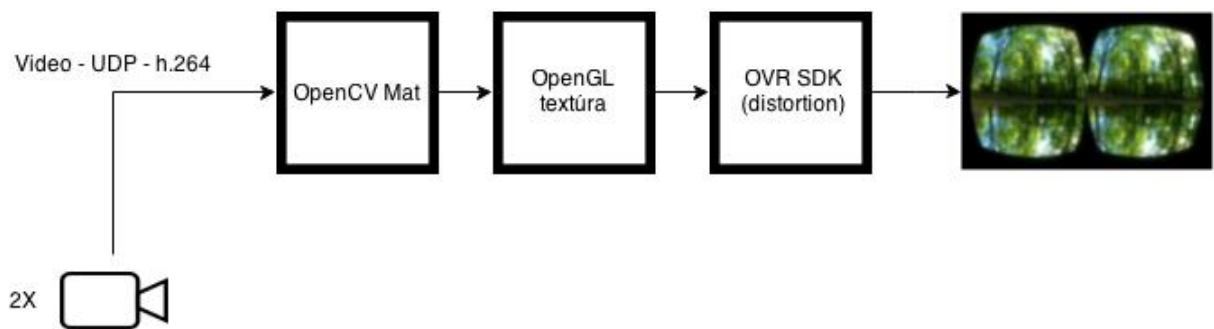 Video - UDP - h.264
OpenCV Mat
OpenGL
textúra
OVR SDK
(distortion)
2X